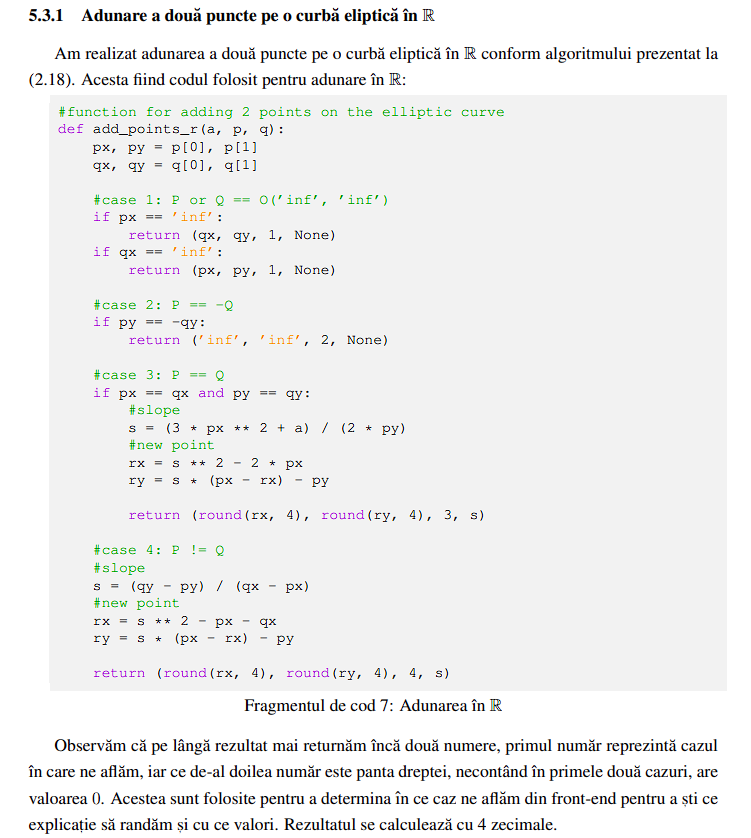 5.3.1 Adunare a două puncte pe o curbă eliptică în ℝ
Am realizat adunarea a două puncte pe o curbă eliptică în ℝ conform algoritmului prezentat la
(2.18). Acesta fiind codul folosit pentru adunare în ℝ:
#function for adding 2 points on the elliptic curve
def add_points_r(a, p, q):
    px, py = p[0], p[1]
    qx, qy = q[0], q[1]

    #case 1: P or Q == O('inf', 'inf')
    if px == 'inf':
        return (qx, qy, 1, None)
    if qx == 'inf':
        return (px, py, 1, None)

    #case 2: P == -Q
    if py == -qy:
        return ('inf', 'inf', 2, None)

    #case 3: P == Q
    if px == qx and py == qy:
        #slope
        s = (3 * px ** 2 + a) / (2 * py)
        #new point
        rx = s ** 2 - 2 * px
        ry = s * (px - rx) - py

        return (round(rx, 4), round(ry, 4), 3, s)

    #case 4: P != Q
    #slope
    s = (qy - py) / (qx - px)
    #new point
    rx = s ** 2 - px - qx
    ry = s * (px - rx) - py

    return (round(rx, 4), round(ry, 4), 4, s)
Fragmentul de cod 7: Adunarea în ℝ
Observăm că pe lângă rezultat mai returnăm încă două numere, primul număr reprezintă cazul
în care ne aflăm, iar ce de-al doilea număr este panta dreptei, necontând în primele două cazuri, are
valoarea 0. Acestea sunt folosite pentru a determina în ce caz ne aflăm din front-end pentru a ști ce
explicație să randăm și cu ce valori. Rezultatul se calculează cu 4 zecimale.